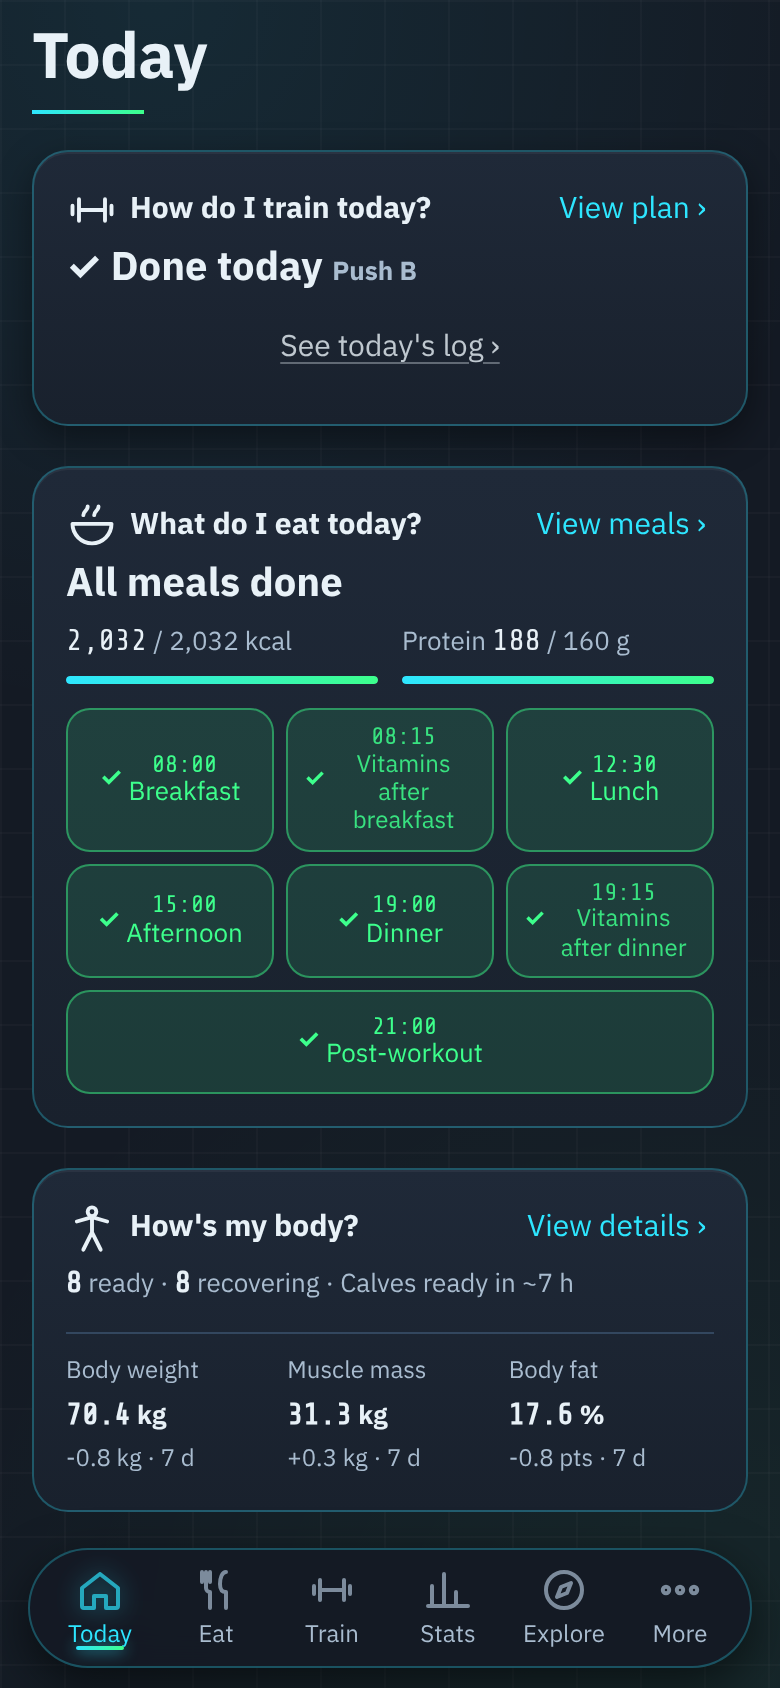 Today
How do I train today? View plan ›
✓ Done today Push B
See today's log ›
What do I eat today? View meals ›
All meals done
2,032 / 2,032 kcal Protein 188 / 160 g
✓ 08:00
Breakfast
✓ 08:15
Vitamins
after
breakfast
✓ 12:30
Lunch
✓ 15:00
Afternoon
✓ 19:00
Dinner
✓ 19:15
Vitamins
after dinner
✓ 21:00
Post-workout
How's my body? View details ›
8 ready · 8 recovering · Calves ready in ~7 h
Body weight Muscle mass Body fat
70.4 kg 31.3 kg 17.6 %
-0.8 kg · 7 d +0.3 kg · 7 d -0.8 pts · 7 d
Today Eat Train Stats Explore More